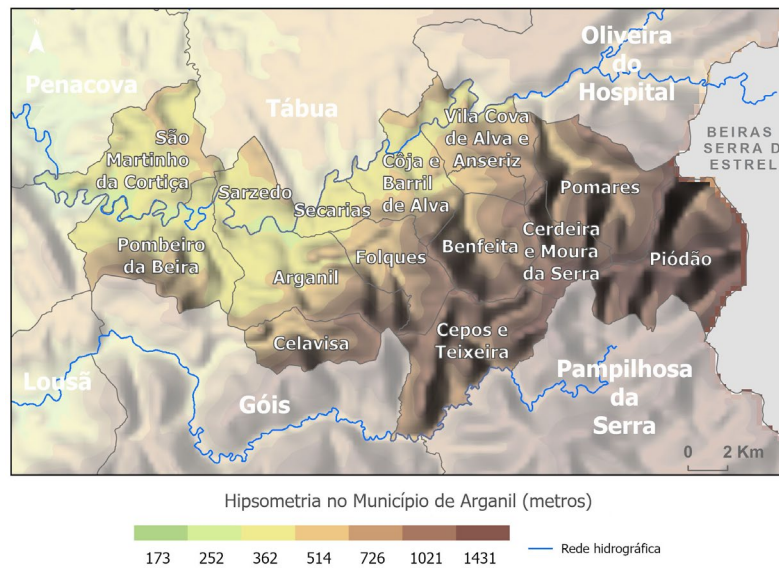 Oliveira
do
Hospital
Penacova
Tábua
BEIRAS
SERRA D
ESTREL
São
Martinho
da Cortiça
Vila Cova
de Alva e
Anseriz
Côja e
Barril
de Alva
Pomares
Sarzedo
Secarias
Pombeiro
da Beira
Arganil
Folques
Benfeita
Cerdeira
e Moura
da Serra
Piódão
Celavisa
Cepos e
Teixeira
Lousã
Góis
Pampilhosa
da
Serra
0 2 Km
Hipsometria no Município de Arganil (metros)
173 252 362 514 726 1021 1431
Rede hidrográfica